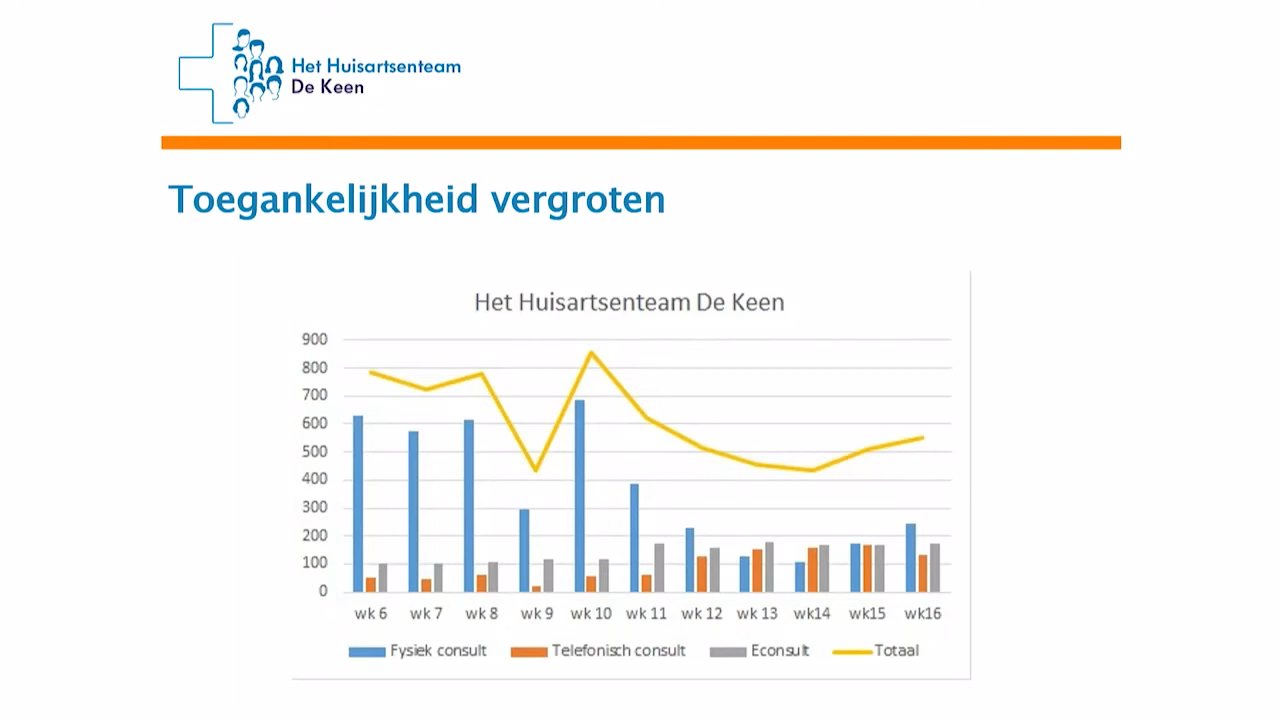 Het Huisartsenteam
De Keen
Toegankelijkheid vergroten
Het Huisartsenteam De Keen
900
800
700
600
500
400
300
200
100
0
wk 6 wk 7 wk 8 wk 9 wk 10 wk 11 wk 12 wk 13 wk14 wk15 wk16
Fysiek consult Telefonisch consult Econsult Totaal